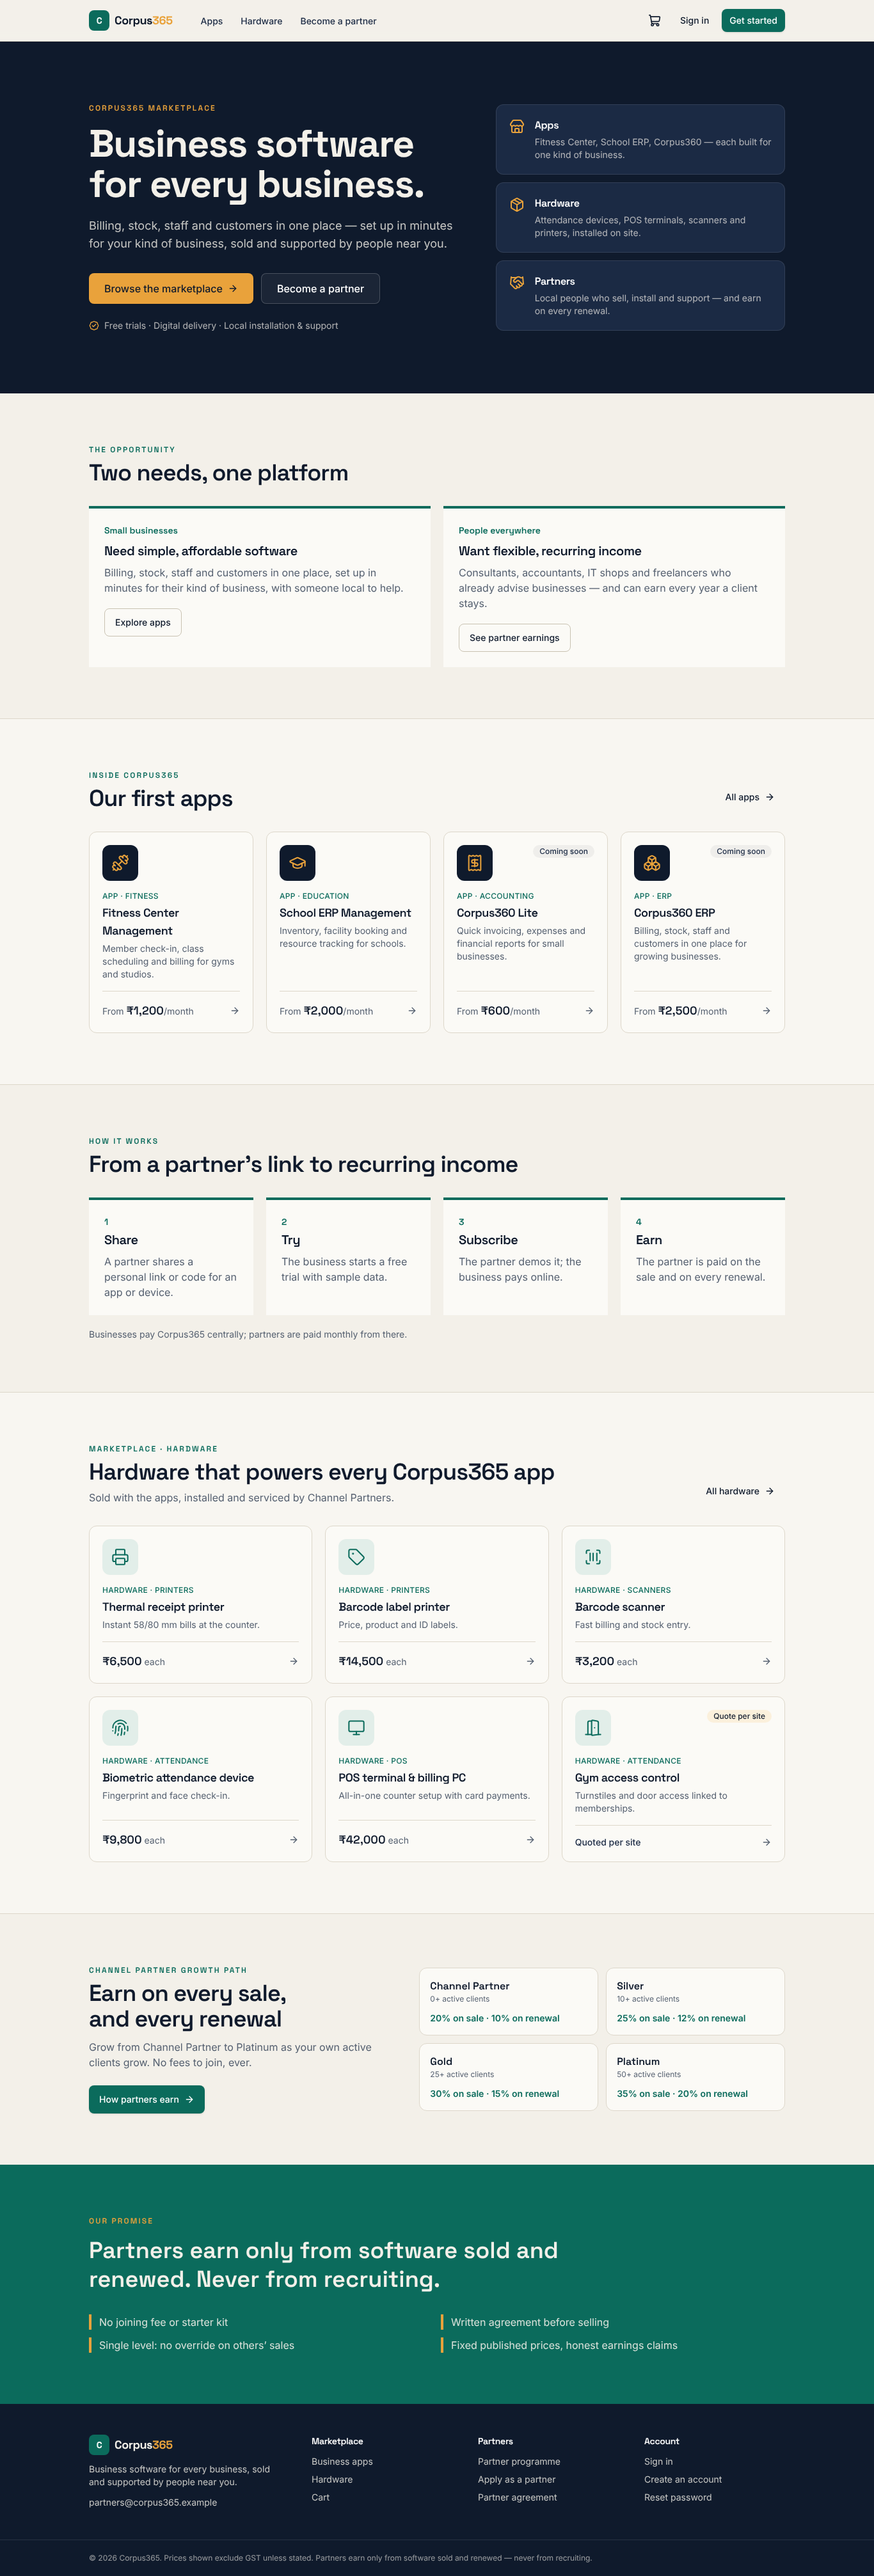 C Corpus365
Apps
Hardware
Become a partner
Sign in
Get started
CORPUS365 MARKETPLACE
Business software
for every business.
Billing, stock, staff and customers in one place — set up in minutes
for your kind of business, sold and supported by people near you.
Browse the marketplace
Become a partner
Free trials · Digital delivery · Local installation & support
Apps
Fitness Center, School ERP, Corpus360 — each built for
one kind of business.
Hardware
Attendance devices, POS terminals, scanners and
printers, installed on site.
Partners
Local people who sell, install and support — and earn
on every renewal.
THE OPPORTUNITY
Two needs, one platform
Small businesses
Need simple, affordable software
Billing, stock, staff and customers in one place, set up in
minutes for their kind of business, with someone local to help.
Explore apps
People everywhere
Want flexible, recurring income
Consultants, accountants, IT shops and freelancers who
already advise businesses — and can earn every year a client
stays.
See partner earnings
INSIDE CORPUS365
Our first apps
All apps
APP · FITNESS
Fitness Center
Management
Member check-in, class
scheduling and billing for gyms
and studios.
From ₹1,200/month
APP · EDUCATION
School ERP Management
Inventory, facility booking and
resource tracking for schools.
From ₹2,000/month
Coming soon
APP · ACCOUNTING
Corpus360 Lite
Quick invoicing, expenses and
financial reports for small
businesses.
From ₹600/month
Coming soon
APP · ERP
Corpus360 ERP
Billing, stock, staff and
customers in one place for
growing businesses.
From ₹2,500/month
HOW IT WORKS
From a partner’s link to recurring income
1
Share
A partner shares a
personal link or code for an
app or device.
2
Try
The business starts a free
trial with sample data.
3
Subscribe
The partner demos it; the
business pays online.
4
Earn
The partner is paid on the
sale and on every renewal.
Businesses pay Corpus365 centrally; partners are paid monthly from there.
MARKETPLACE · HARDWARE
Hardware that powers every Corpus365 app
Sold with the apps, installed and serviced by Channel Partners.
All hardware
HARDWARE · PRINTERS
Thermal receipt printer
Instant 58/80 mm bills at the counter.
₹6,500 each
HARDWARE · PRINTERS
Barcode label printer
Price, product and ID labels.
₹14,500 each
HARDWARE · SCANNERS
Barcode scanner
Fast billing and stock entry.
₹3,200 each
HARDWARE · ATTENDANCE
Biometric attendance device
Fingerprint and face check-in.
₹9,800 each
HARDWARE · POS
POS terminal & billing PC
All-in-one counter setup with card payments.
₹42,000 each
Quote per site
HARDWARE · ATTENDANCE
Gym access control
Turnstiles and door access linked to
memberships.
Quoted per site
CHANNEL PARTNER GROWTH PATH
Earn on every sale,
and every renewal
Grow from Channel Partner to Platinum as your own active
clients grow. No fees to join, ever.
How partners earn
Channel Partner
0+ active clients
20% on sale · 10% on renewal
Silver
10+ active clients
25% on sale · 12% on renewal
Gold
25+ active clients
30% on sale · 15% on renewal
Platinum
50+ active clients
35% on sale · 20% on renewal
OUR PROMISE
Partners earn only from software sold and
renewed. Never from recruiting.
No joining fee or starter kit
Written agreement before selling
Single level: no override on others’ sales
Fixed published prices, honest earnings claims
C Corpus365
Business software for every business, sold
and supported by people near you.
partners@corpus365.example
Marketplace
Business apps
Hardware
Cart
Partners
Partner programme
Apply as a partner
Partner agreement
Account
Sign in
Create an account
Reset password
© 2026 Corpus365. Prices shown exclude GST unless stated. Partners earn only from software sold and renewed — never from recruiting.